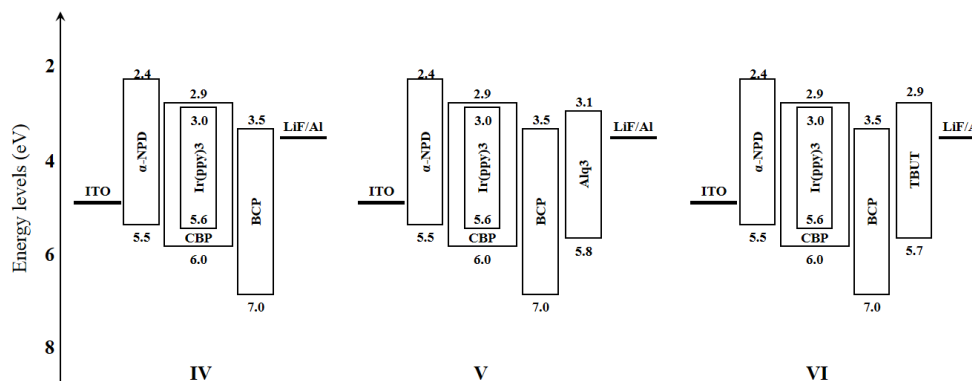 Energy levels (eV)
2
4
6
8
ITO
2.4
α-NPD
5.5
2.9
3.0
Ir(ppy)3
5.6
CBP
6.0
3.5
BCP
7.0
LiF/Al
IV
ITO
2.4
α-NPD
5.5
2.9
3.0
Ir(ppy)3
5.6
CBP
6.0
3.5
BCP
7.0
3.1
Alq3
5.8
LiF/Al
V
ITO
2.4
α-NPD
5.5
2.9
3.0
Ir(ppy)3
5.6
CBP
6.0
3.5
BCP
7.0
2.9
TBUT
5.7
LiF/A
VI